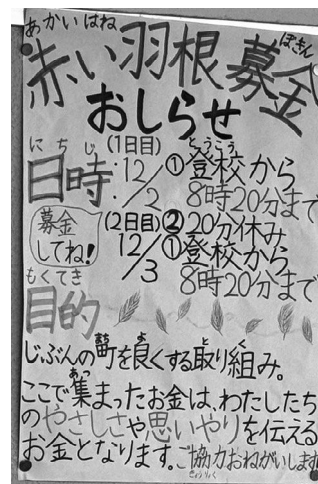 あかいはね ぼきん
赤い羽根募金
おしらせ
にちじ (1日目) とうこう
日時:12/2 ①登校から
8時20分まで
②20分休み
募金してね!
(2日目) 12/3 ①登校から
8時20分まで
もくてき
目的
じぶんの町を良くする取り組み。
ここで集まったお金は、わたしたち
のやさしさや思いやりを伝える
お金となります。ご協力おねがいします